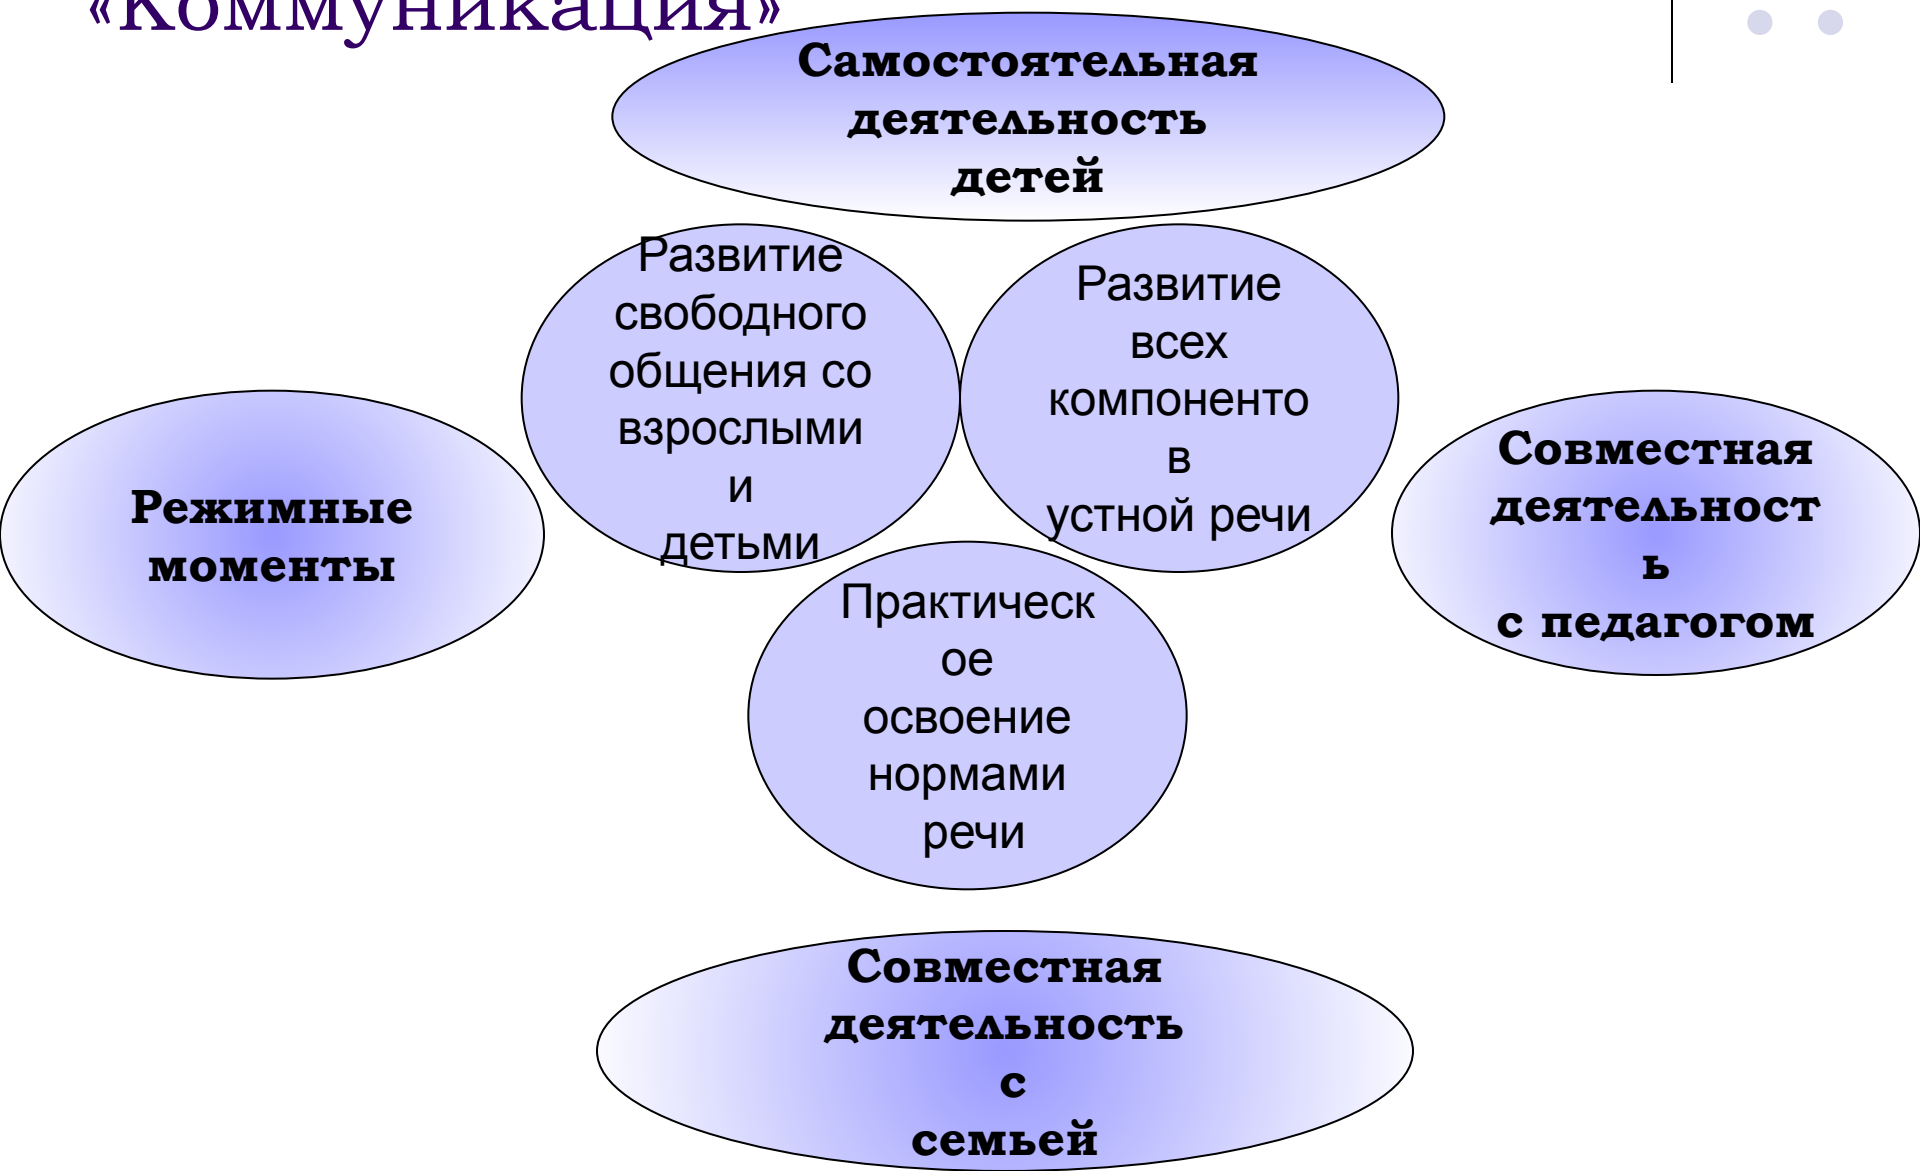 «Коммуникация»
Самостоятельная
деятельность
детей
Развитие
свободного
общения со
взрослыми
и
детьми
Развитие
всех
компоненто
в
устной речи
Режимные
моменты
Совместная
деятельност
ь
с педагогом
Практическ
ое
освоение
нормами
речи
Совместная
деятельность
с
семьей